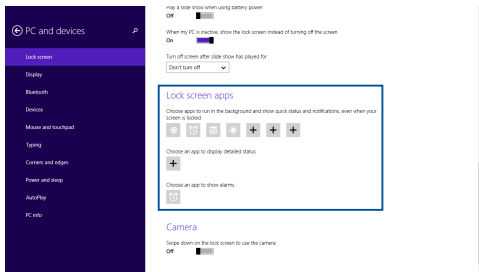 PC and devices
Lock screen
Display
Bluetooth
Devices
Mouse and touchpad
Typing
Corners and edges
Power and sleep
AutoPlay
PC info
Play a slide show when using battery power
Off
When my PC is inactive, show the lock screen instead of turning off the screen
On
Turn off screen after slide show has played for
Don't turn off
Lock screen apps
Choose apps to run in the background and show quick status and notifications, even when your
screen is locked
Choose an app to display detailed status
Choose an app to show alarms
Camera
Swipe down on the lock screen to use the camera
Off